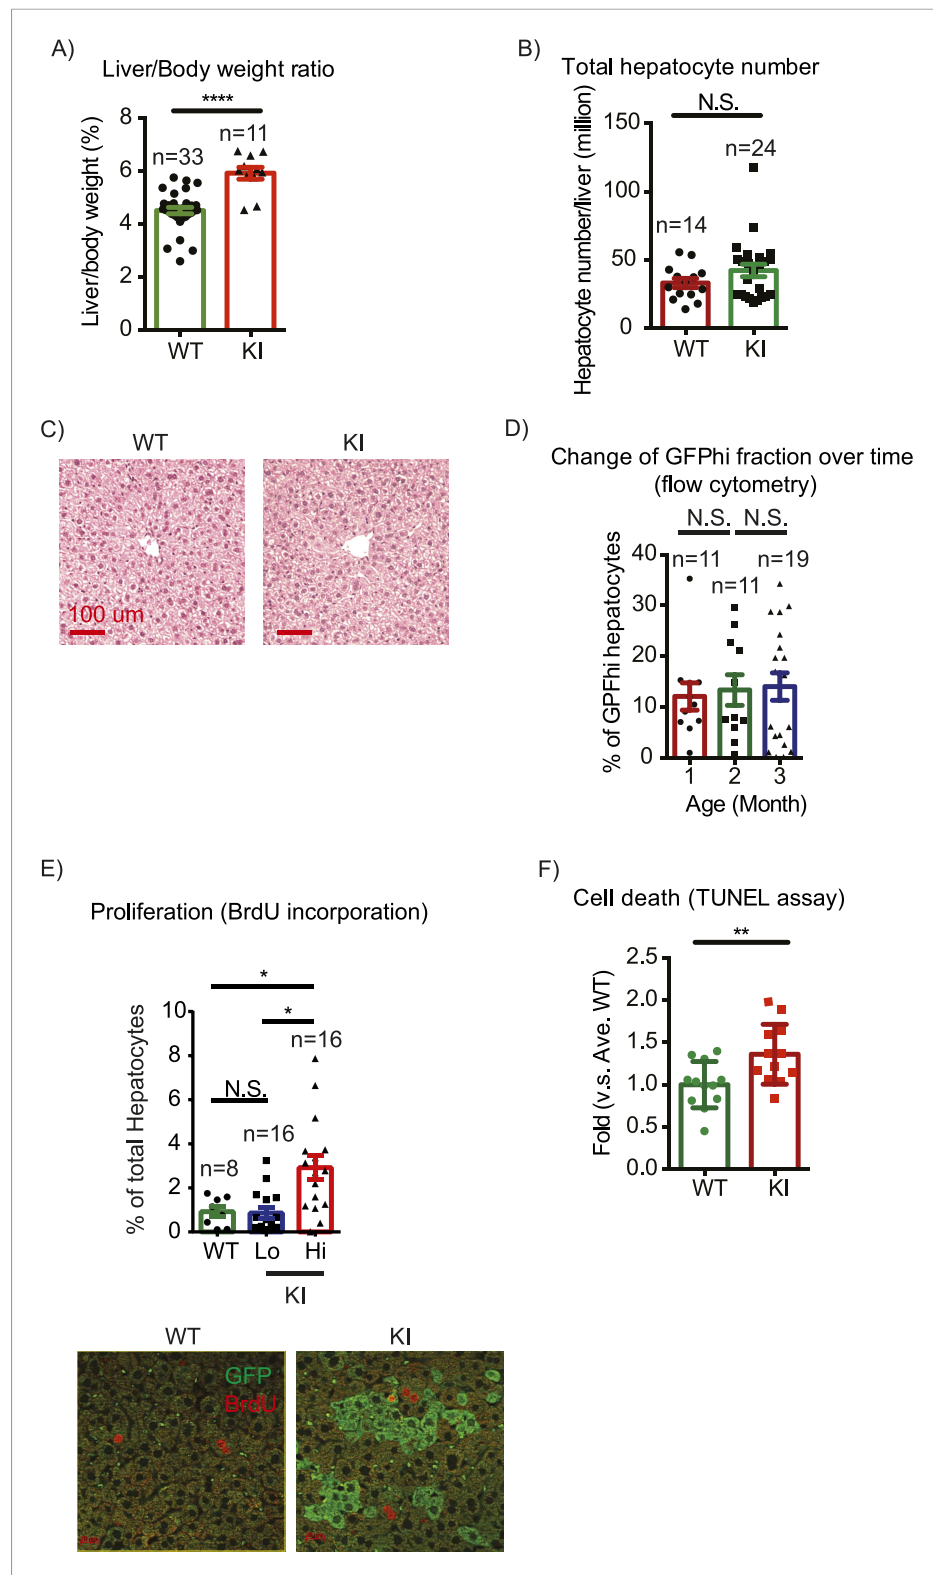 A)
Liver/Body weight ratio
****
n=33
n=11
Liver/body weight (%)
8
6
4
2
0
WT
KI
B)
Total hepatocyte number
N.S.
n=14
n=24
Hepatocyte number/liver (million)
150
100
50
0
WT
KI
C)
WT
KI
100 um
D)
Change of GFPhi fraction over time
(flow cytometry)
N.S.
N.S.
n=11
n=11
n=19
% of GPFhi hepatocytes
40
30
20
10
0
1
2
3
Age (Month)
E)
Proliferation (BrdU incorporation)
*
*
N.S.
n=8
n=16
n=16
% of total Hepatocytes
10
8
6
4
2
0
WT
Lo
Hi
KI
WT
KI
GFP
BrdU
F)
Cell death (TUNEL assay)
**
Fold (v.s. Ave. WT)
2.5
2.0
1.5
1.0
0.5
0.0
WT
KI